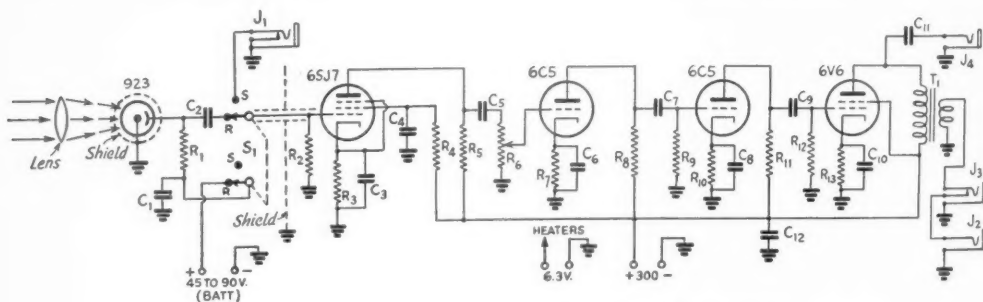 J1
6SJ7
6C5
6C5
6V6
C11
J4
T1
923
C2
S
C4
C5
R6
C7
C9
Lens
Shield
R
S1
R1
S
R2
R3
C3
R4
R5
R7
C6
R8
R9
R10
C8
R11
R12
R13
C10
J3
J2
C1
R
Shield
C12
+ 45 TO 90V. -
(BATT)
HEATERS
6.3V.
+300-